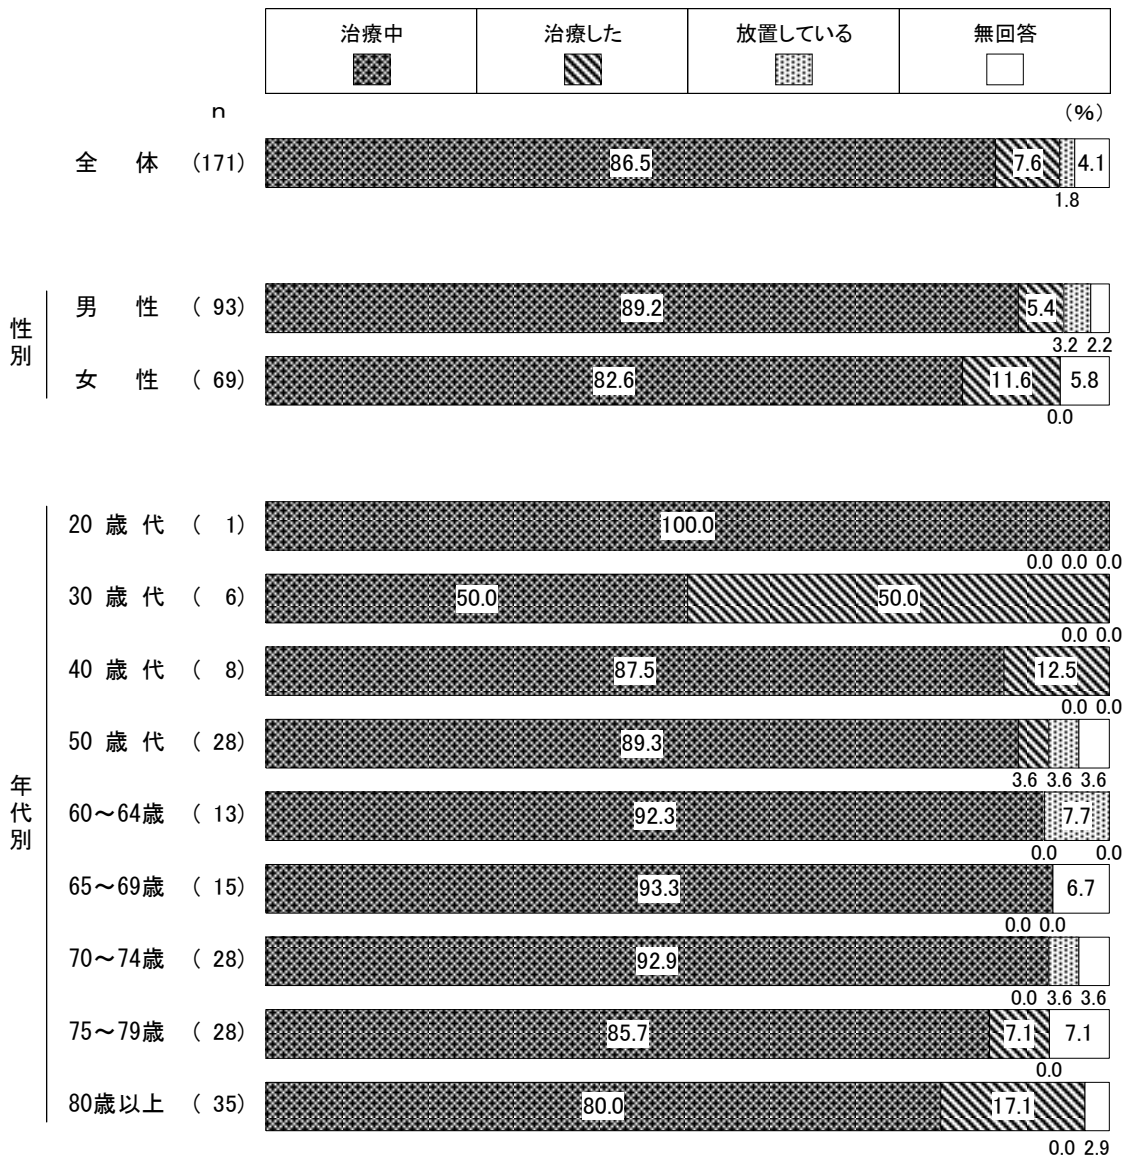 治療中 治療した 放置している 無回答
ｎ (％)
全 体 (171) 86.5 7.6 4.1
1.8
性別
男 性 ( 93) 89.2 5.4
3.2 2.2
女 性 ( 69) 82.6 11.6 5.8
0.0
年代別
20 歳 代 ( 1) 100.0
0.0 0.0 0.0
30 歳 代 ( 6) 50.0 50.0
0.0 0.0
40 歳 代 ( 8) 87.5 12.5
0.0 0.0
50 歳 代 ( 28) 89.3
3.6 3.6 3.6
60～64歳 ( 13) 92.3 7.7
0.0 0.0
65～69歳 ( 15) 93.3 6.7
0.0 0.0
70～74歳 ( 28) 92.9
0.0 3.6 3.6
75～79歳 ( 28) 85.7 7.1 7.1
0.0
80歳以上 ( 35) 80.0 17.1
0.0 2.9